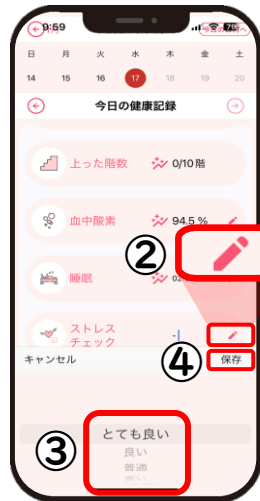 9:59
日 月 火 水 木 金 土
14 15 16 17 18 19 20
今日の健康記録
上った階数 0/10 階
血中酸素 94.5 %
②
睡眠
ストレス
チェック
-
④
キャンセル 保存
③
とても良い
良い
普通